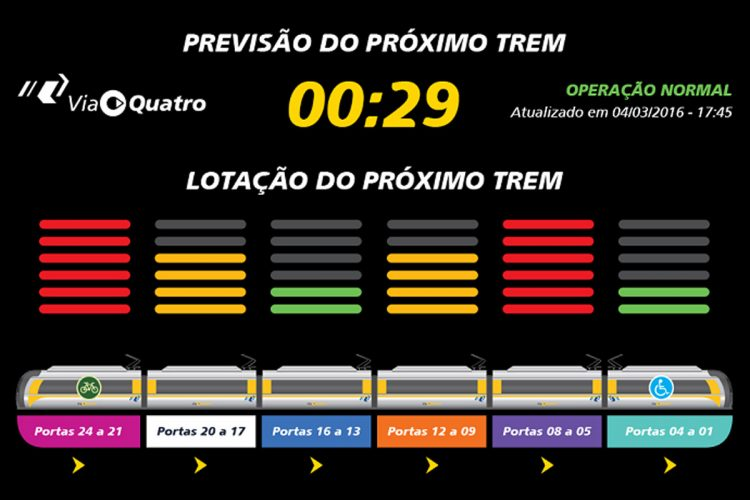 PREVISÃO DO PRÓXIMO TREM
ViaQuatro
00:29
OPERAÇÃO NORMAL
Atualizado em 04/03/2016 - 17:45
LOTAÇÃO DO PRÓXIMO TREM
Portas 24 a 21
Portas 20 a 17
Portas 16 a 13
Portas 12 a 09
Portas 08 a 05
Portas 04 a 01